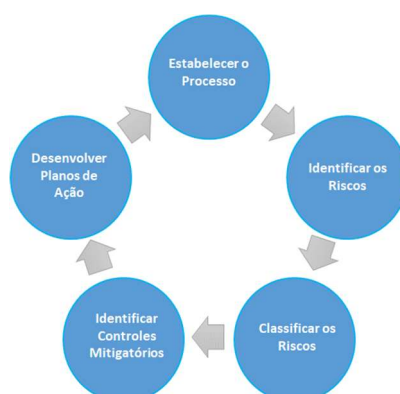 Estabelecer o
Processo
Identificar os
Riscos
Classificar os
Riscos
Identificar
Controles
Mitigatórios
Desenvolver
Planos de
Ação